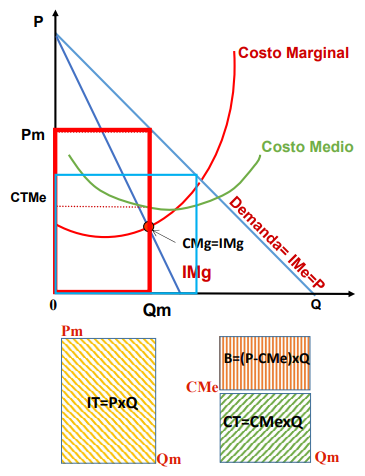 P
Costo Marginal
Pm
Costo Medio
CTMe
CMg=IMg
Demanda= IMe=P
IMg
0
Qm
Q
Pm
B=(P-CMe)xQ
CMe
IT=PxQ
CT=CMexQ
Qm
Qm